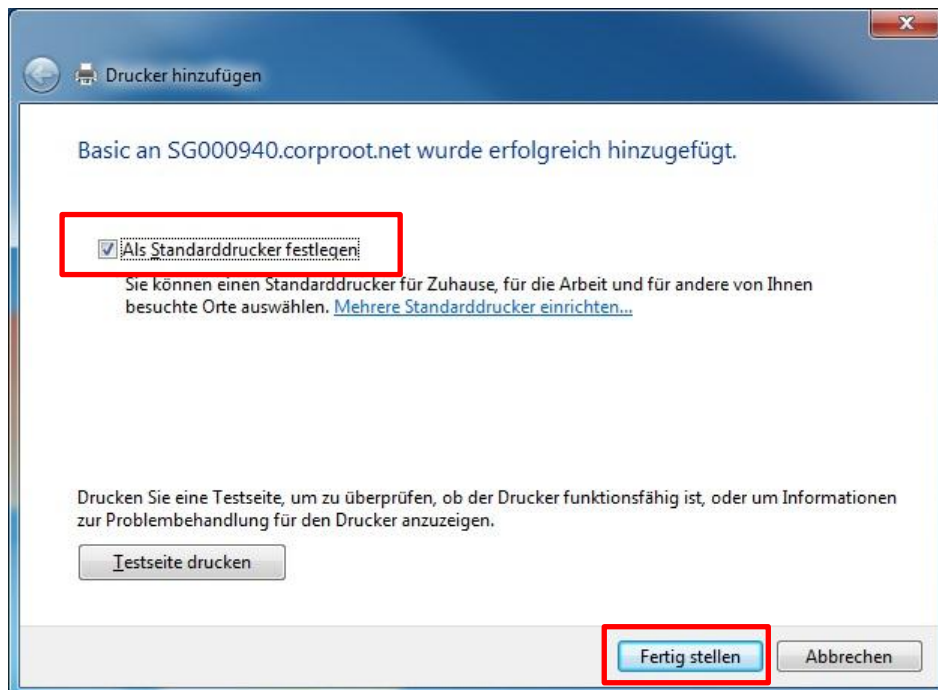 Drucker hinzufügen
Basic an SG000940.corproot.net wurde erfolgreich hinzugefügt.
Als Standarddrucker festlegen
Sie können einen Standarddrucker für Zuhause, für die Arbeit und für andere von Ihnen
besuchte Orte auswählen. Mehrere Standarddrucker einrichten...
Drucken Sie eine Testseite, um zu überprüfen, ob der Drucker funktionsfähig ist, oder um Informationen
zur Problembehandlung für den Drucker anzuzeigen.
Testseite drucken
Fertig stellen
Abbrechen